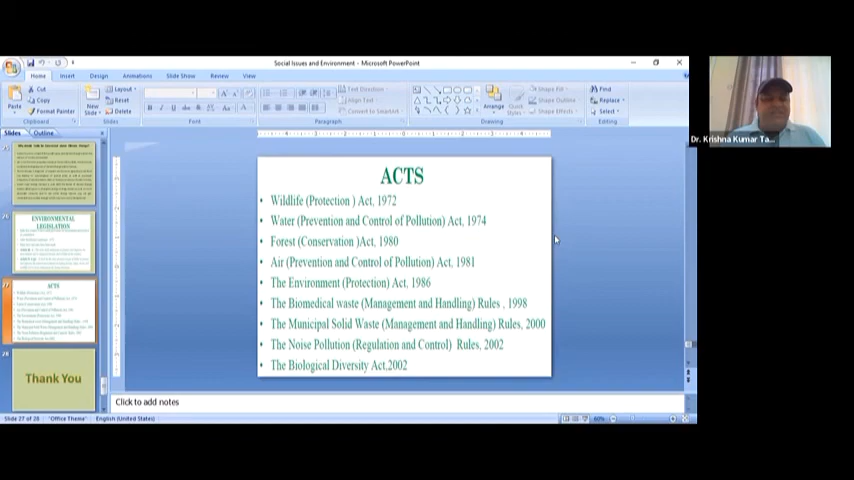 Social Issues and Environment - Microsoft PowerPoint
Home Insert Design Animations Slide Show Review View
Paste
Cut
Copy
Format Painter
Clipboard
New Slide
Layout
Reset
Delete
Slides
Font
Text Direction
Align Text
Convert to SmartArt
Paragraph
Arrange
Quick Styles
Shape Fill
Shape Outline
Shape Effects
Drawing
Find
Replace
Select
Editing
Slides Outline
26
ENVIRONMENTAL
LEGISLATION
27
ACTS
28
Thank You
ACTS
• Wildlife (Protection ) Act, 1972
• Water (Prevention and Control of Pollution) Act, 1974
• Forest (Conservation )Act, 1980
• Air (Prevention and Control of Pollution) Act, 1981
• The Environment (Protection) Act, 1986
• The Biomedical waste (Management and Handling) Rules , 1998
• The Municipal Solid Waste (Management and Handling) Rules, 2000
• The Noise Pollution (Regulation and Control) Rules, 2002
• The Biological Diversity Act,2002
Click to add notes
Slide 27 of 28 "Office Theme" English (United States)
60%
Dr. Krishna Kumar Ta...